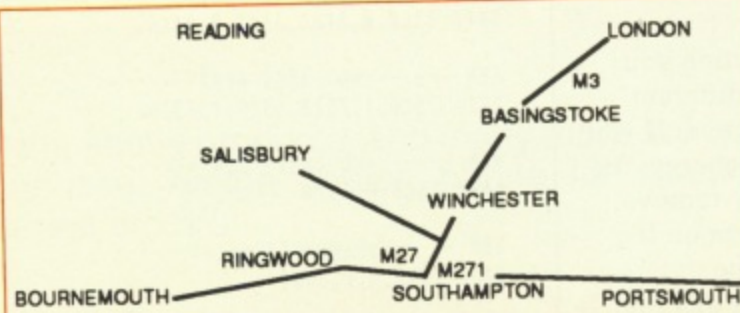 READING
LONDON
M3
BASINGSTOKE
SALISBURY
WINCHESTER
RINGWOOD
M27
M271
BOURNEMOUTH
SOUTHAMPTON
PORTSMOUTH